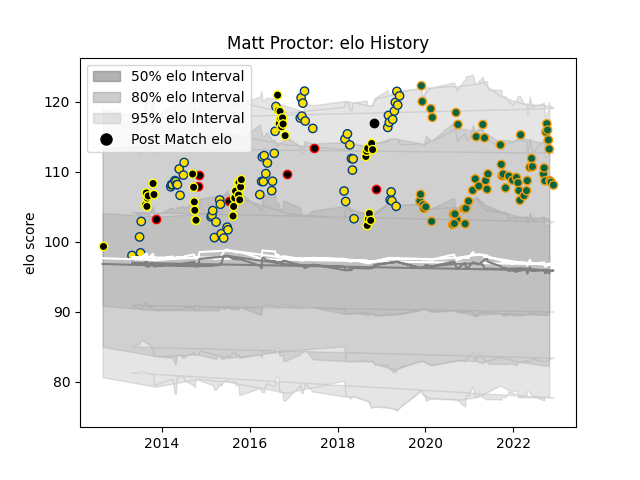 Matt Proctor: elo History
50% elo Interval
80% elo Interval
95% elo Interval
Post Match elo
elo score
120
110
100
90
80
2014
2016
2018
2020
2022